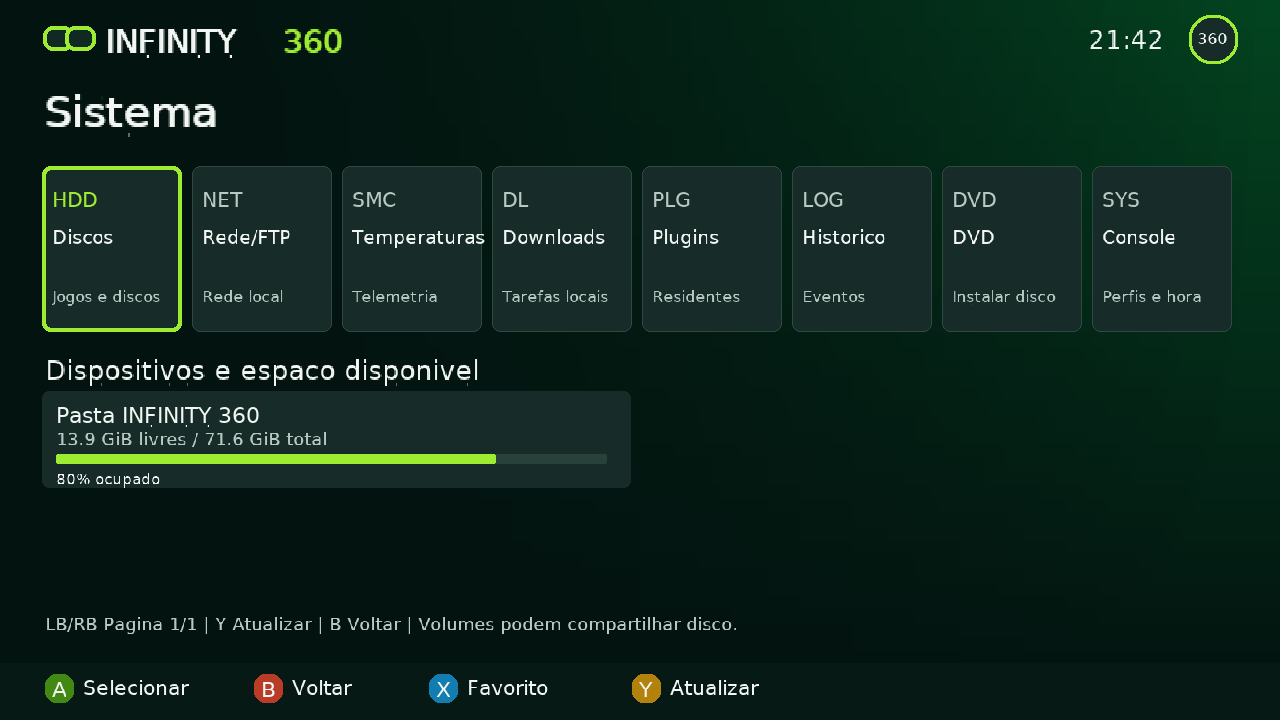 INFINITY 360
21:42
360
Sistema
HDD
Discos
Jogos e discos
NET
Rede/FTP
Rede local
SMC
Temperaturas
Telemetria
DL
Downloads
Tarefas locais
PLG
Plugins
Residentes
LOG
Historico
Eventos
DVD
DVD
Instalar disco
SYS
Console
Perfis e hora
Dispositivos e espaco disponivel
Pasta INFINITY 360
13.9 GiB livres / 71.6 GiB total
80% ocupado
LB/RB Pagina 1/1 | Y Atualizar | B Voltar | Volumes podem compartilhar disco.
A Selecionar B Voltar X Favorito Y Atualizar